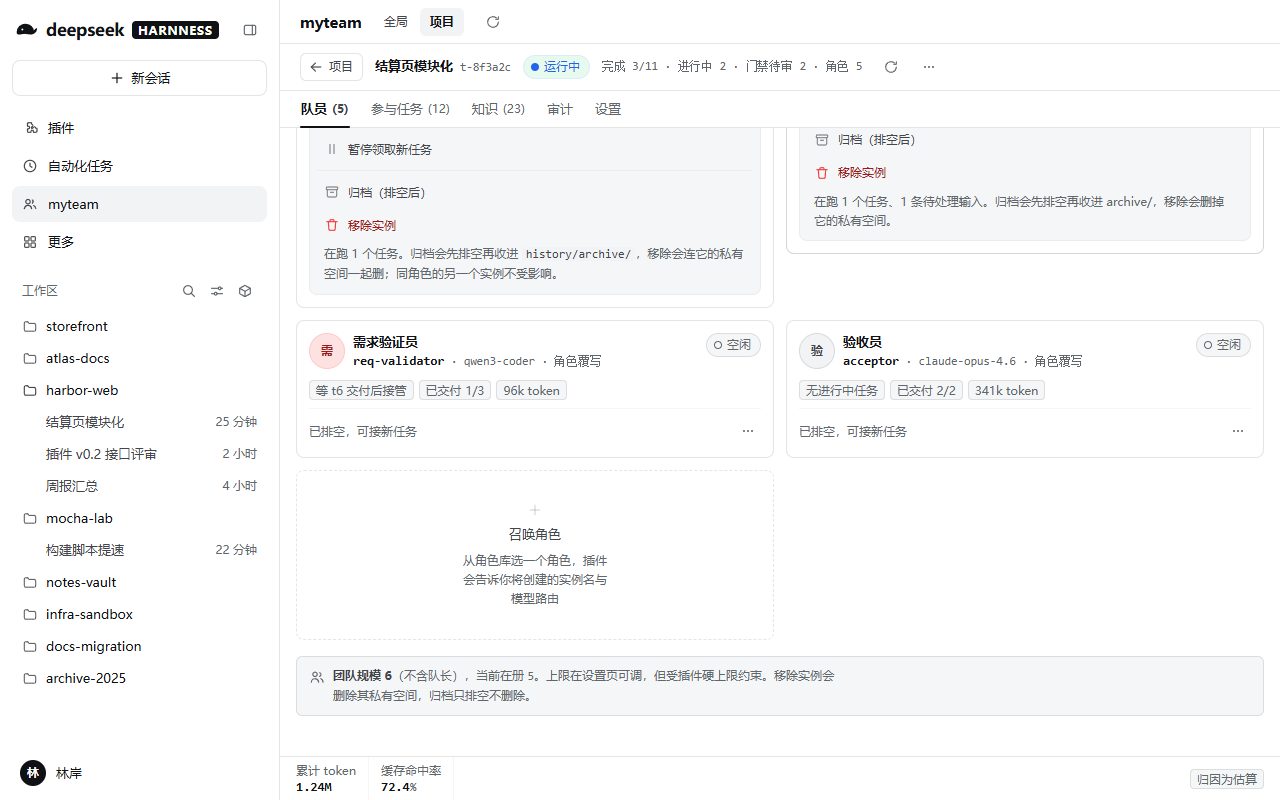 deepseek HARNNESS
新会话
插件
自动化任务
myteam
更多
工作区
storefront
atlas-docs
harbor-web
结算页模块化 25 分钟
插件 v0.2 接口评审 2 小时
周报汇总 4 小时
mocha-lab
构建脚本提速 22 分钟
notes-vault
infra-sandbox
docs-migration
archive-2025
林 林岸
myteam 全局 项目
项目 结算页模块化 t-8f3a2c 运行中 完成 3/11 · 进行中 2 · 门禁待审 2 · 角色 5
队员 (5) 参与任务 (12) 知识 (23) 审计 设置
暂停领取新任务
归档（排空后）
移除实例
在跑 1 个任务。归档会先排空再收进 history/archive/ ，移除会连它的私有
空间一起删；同角色的另一个实例不受影响。
归档（排空后）
移除实例
在跑 1 个任务、1 条待处理输入。归档会先排空再收进 archive/，移除会删掉
它的私有空间。
需 需求验证员
req-validator · qwen3-coder · 角色覆写
空闲
等 t6 交付后接管 已交付 1/3 96k token
已排空，可接新任务
验 验收员
acceptor · claude-opus-4.6 · 角色覆写
空闲
无进行中任务 已交付 2/2 341k token
已排空，可接新任务
召唤角色
从角色库选一个角色，插件
会告诉你将创建的实例名与
模型路由
团队规模 6（不含队长），当前在册 5。上限在设置页可调，但受插件硬上限约束。移除实例会
删除其私有空间，归档只排空不删除。
累计 token
1.24M
缓存命中率
72.4%
归因为估算